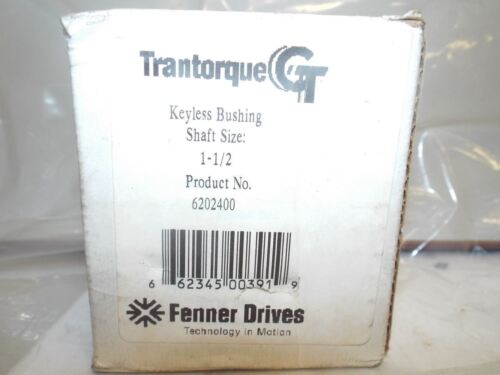 Trantorque GT
Keyless Bushing
Shaft Size:
1-1/2
Product No.
6202400
6 62345 00391 9
Fenner Drives
Technology in Motion